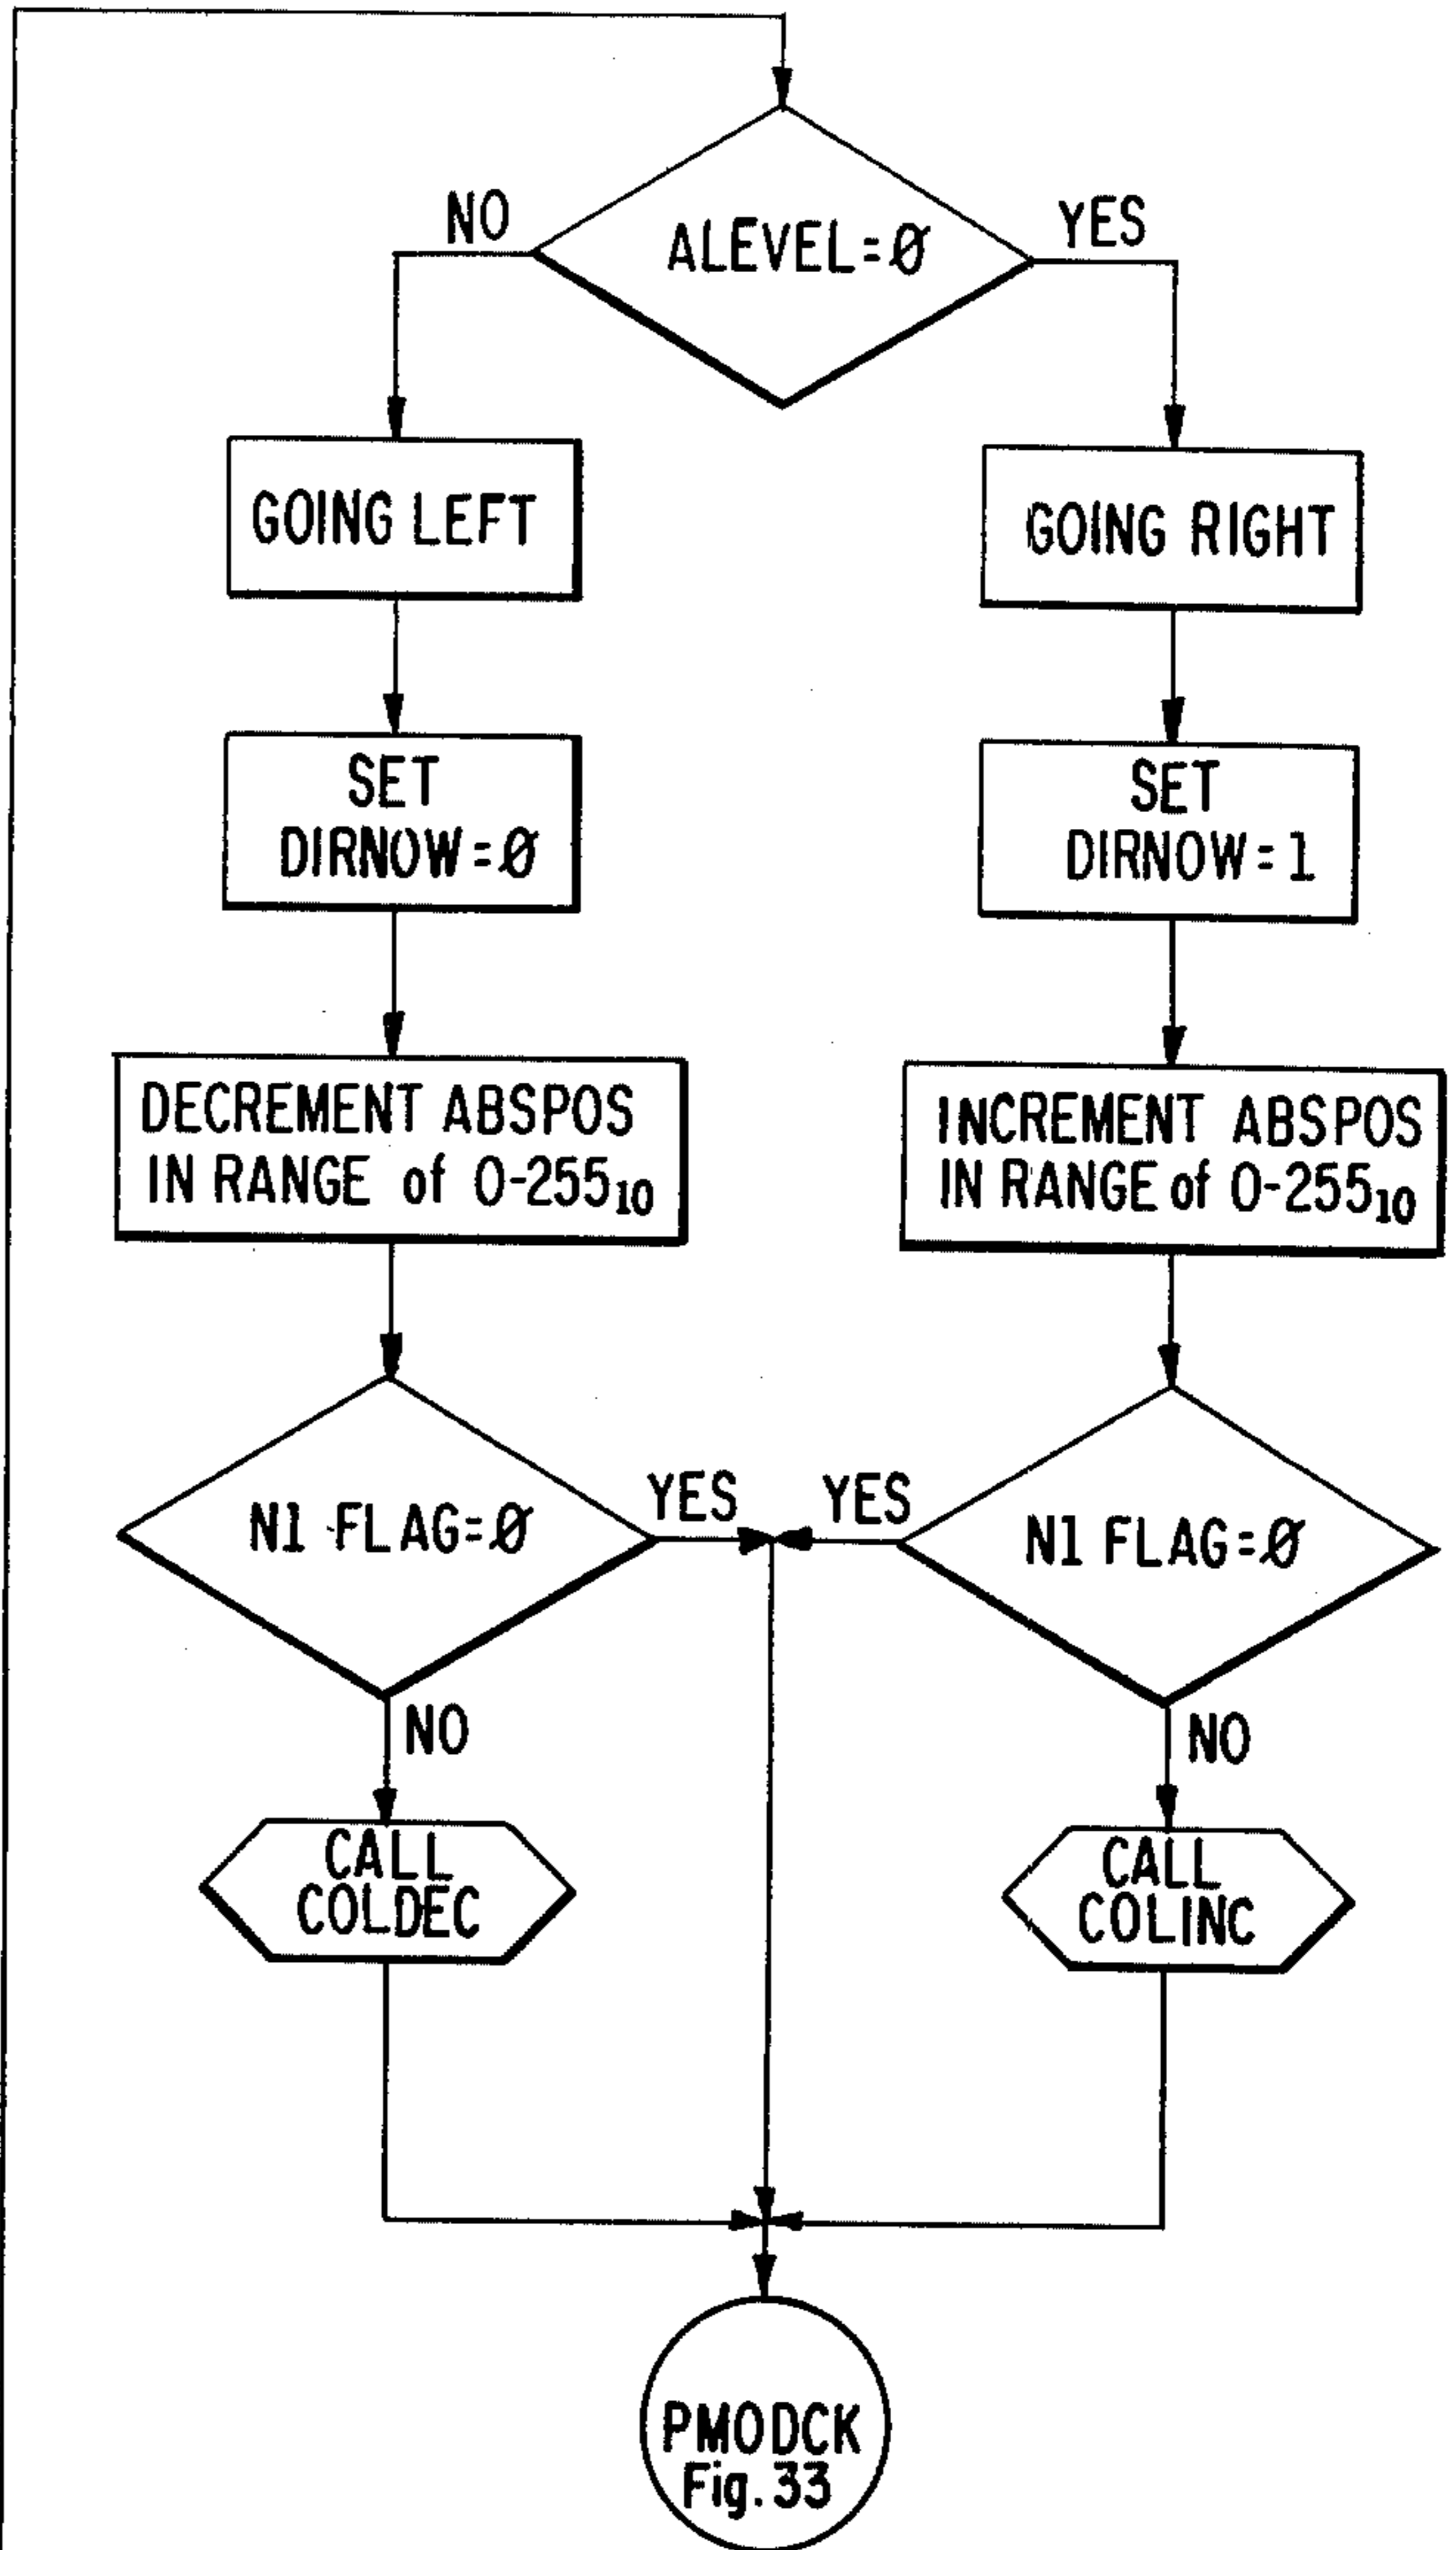 ALEVEL=Ø
NO
YES
GOING LEFT
GOING RIGHT
SET
DIRNOW=Ø
SET
DIRNOW=1
DECREMENT ABSPOS
IN RANGE of 0-255₁₀
INCREMENT ABSPOS
IN RANGE of 0-255₁₀
N1 FLAG=Ø
YES
YES
N1 FLAG=Ø
NO
NO
CALL
COLDEC
CALL
COLINC
PMODCK
Fig. 33